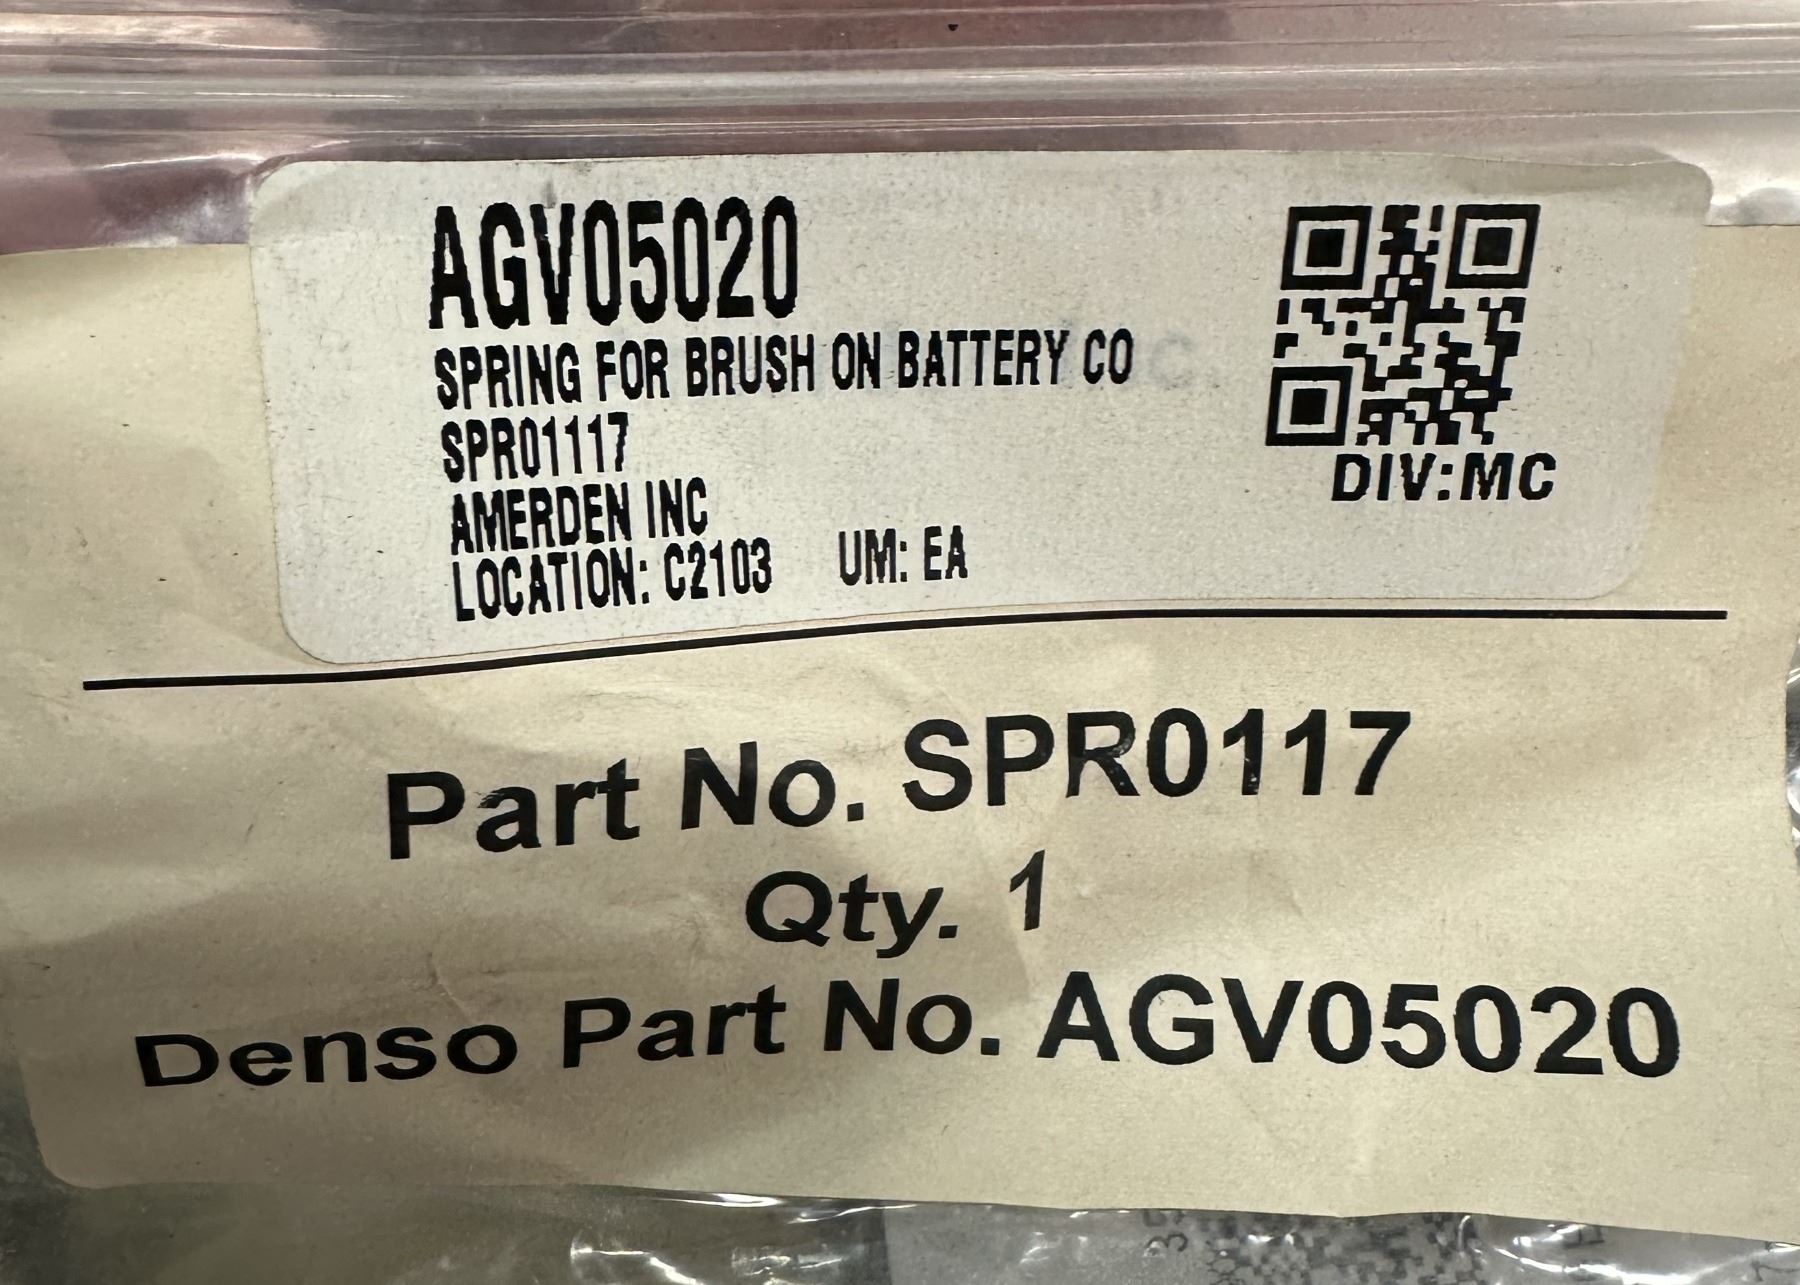 AGV05020
SPRING FOR BRUSH ON BATTERY CO
SPR01117
AMERDEN INC
LOCATION: C2103 UM: EA
DIV:MC
Part No. SPR0117
Qty. 1
Denso Part No. AGV05020